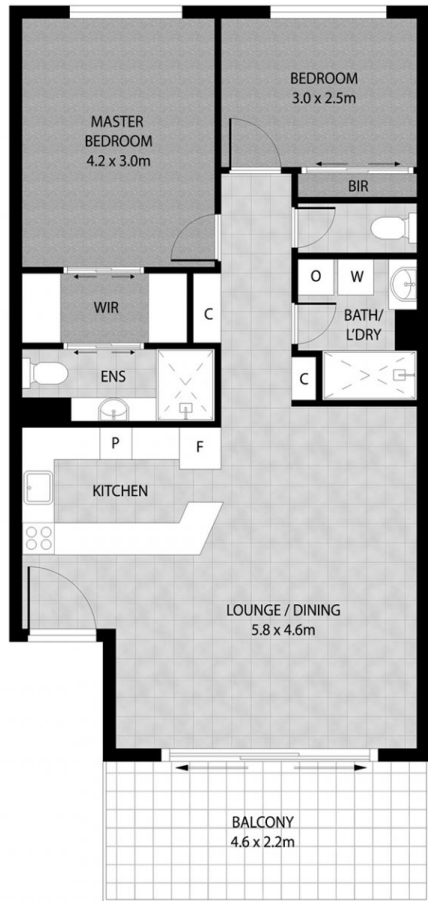 MASTER
BEDROOM
4.2 x 3.0m
BEDROOM
3.0 x 2.5m
BIR
WIR
C
O
W
BATH/
L'DRY
ENS
C
P
F
KITCHEN
LOUNGE / DINING
5.8 x 4.6m
BALCONY
4.6 x 2.2m